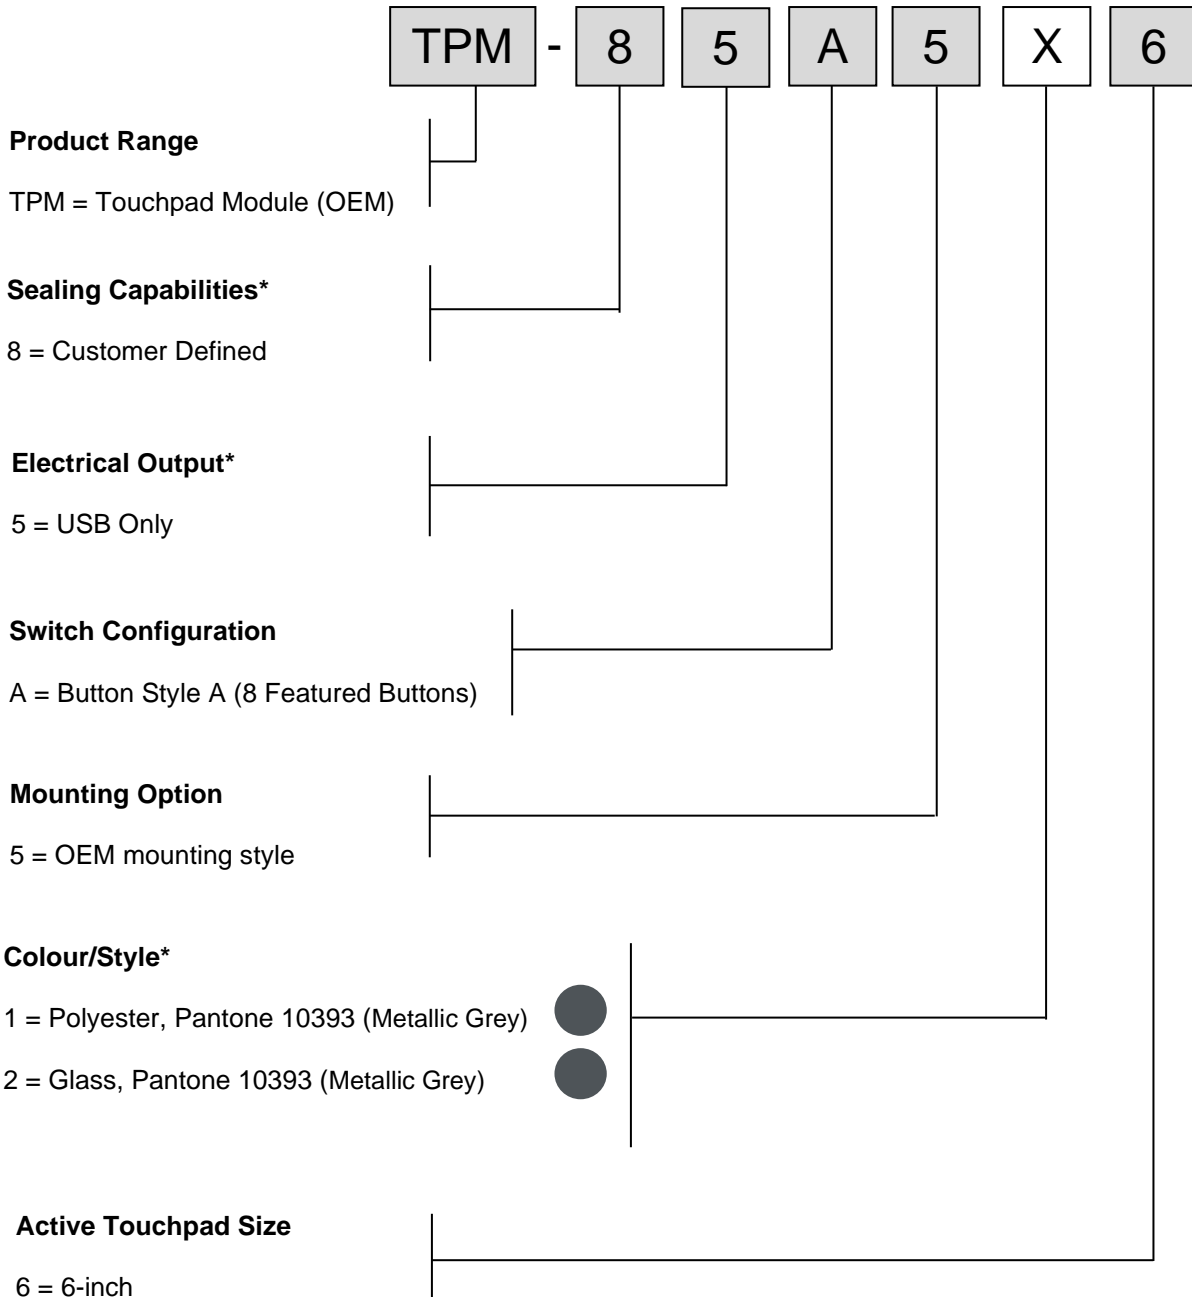 TPM - 8 5 A 5 X 6
Product Range
TPM = Touchpad Module (OEM)
Sealing Capabilities*
8 = Customer Defined
Electrical Output*
5 = USB Only
Switch Configuration
A = Button Style A (8 Featured Buttons)
Mounting Option
5 = OEM mounting style
Colour/Style*
1 = Polyester, Pantone 10393 (Metallic Grey)
2 = Glass, Pantone 10393 (Metallic Grey)
Active Touchpad Size
6 = 6-inch